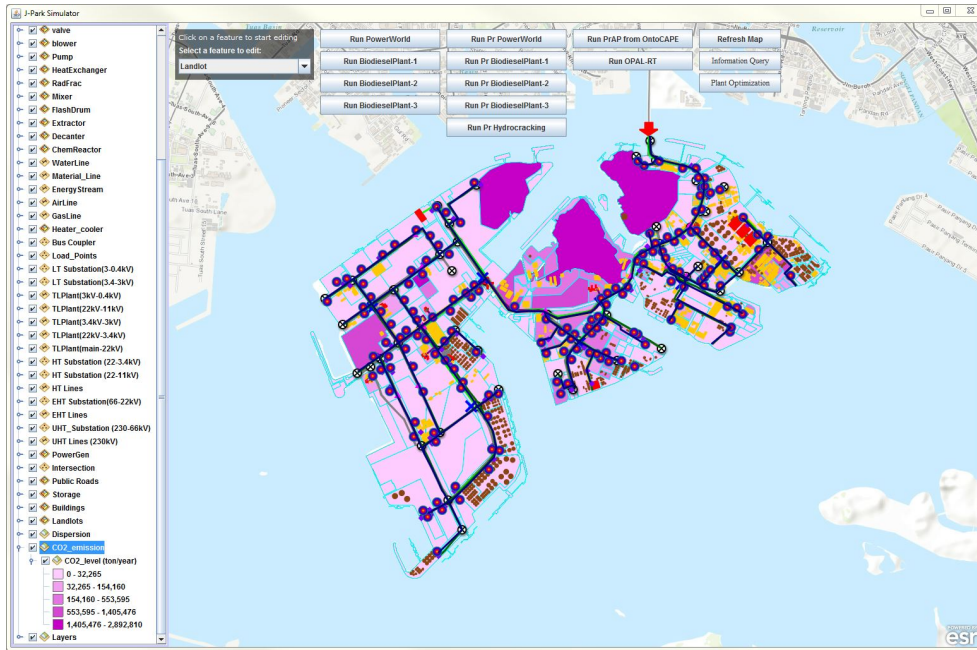 J-Park Simulator
valve
blower
Pump
HeatExchanger
RadFrac
Mixer
FlashDrum
Extractor
Decanter
ChemReactor
WaterLine
Material_Line
EnergyStream
AirLine
GasLine
Heater_cooler
Bus Coupler
Load_Points
LT Substation(3-0.4kV)
LT Substation(3.4-3kV)
TLPlant(3kV-0.4kV)
TLPlant(22kV-11kV)
TLPlant(3.4kV-3kV)
TLPlant(22kV-3.4kV)
TLPlant(main-22kV)
HT Substation (22-3.4kV)
HT Substation (22-11kV)
HT Lines
EHT Substation(66-22kV)
EHT Lines
UHT_Substation (230-66kV)
UHT Lines (230kV)
PowerGen
Intersection
Public Roads
Storage
Buildings
Landlots
Dispersion
CO2_emission
CO2_level (ton/year)
0 - 32,265
32,265 - 154,160
154,160 - 553,595
553,595 - 1,405,476
1,405,476 - 2,892,810
Layers
Click on a feature to start editing
Select a feature to edit:
Landlot
Run PowerWorld
Run Pr PowerWorld
Run PrAP from OntoCAPE
Refresh Map
Run BiodieselPlant-1
Run Pr BiodieselPlant-1
Run OPAL-RT
Information Query
Run BiodieselPlant-2
Run Pr BiodieselPlant-2
Plant Optimization
Run BiodieselPlant-3
Run Pr BiodieselPlant-3
Run Pr Hydrocracking
Reservoir
Tuas South Lane
esri